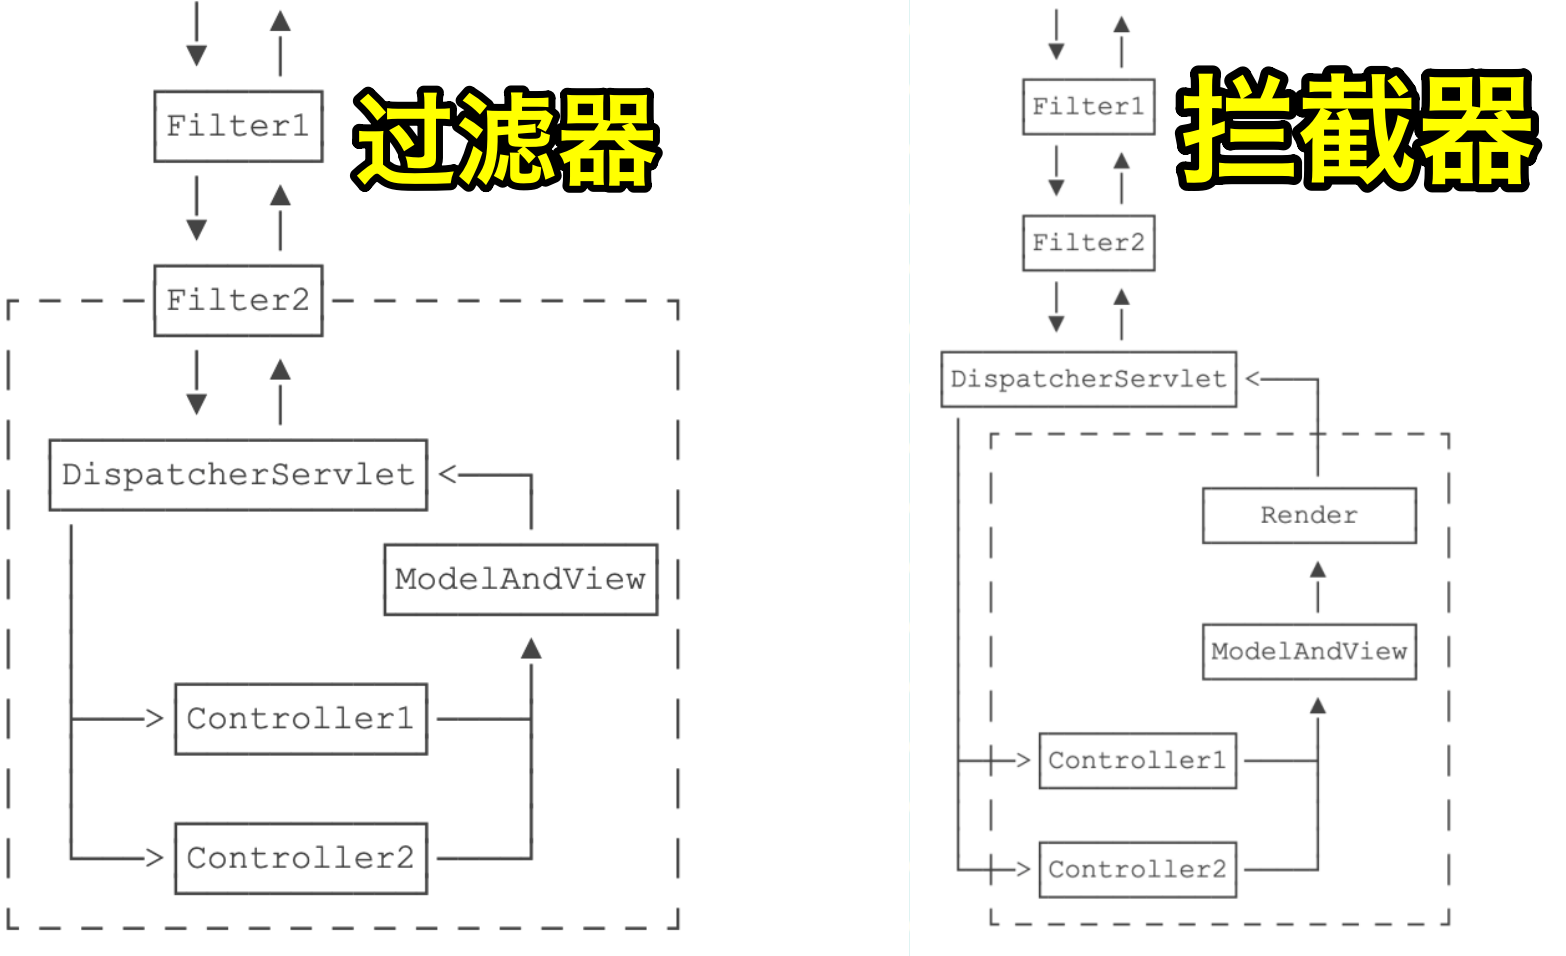 Filter1
过滤器
Filter2
DispatcherServlet
ModelAndView
Controller1
Controller2
Filter1
拦截器
Filter2
DispatcherServlet
Render
ModelAndView
Controller1
Controller2